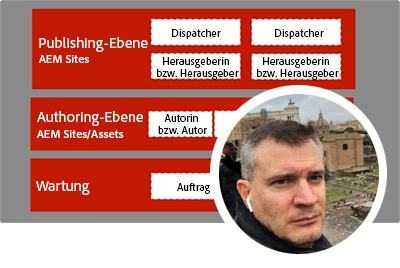 Publishing-Ebene
AEM Sites
Dispatcher
Dispatcher
Herausgeberin
bzw. Herausgeber
Herausgeberin
bzw. Herausgeber
Authoring-Ebene
AEM Sites/Assets
Autorin
bzw. Autor
Wartung
Auftrag